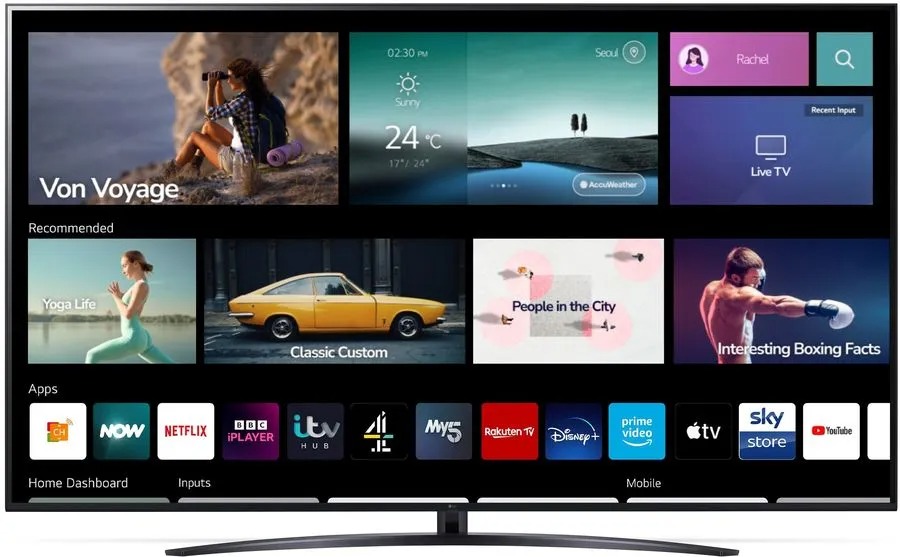 Von Voyage
02:30 PM
Seoul
Sunny
24 °C
17°/ 24°
AccuWeather
Rachel
Recent Input
Live TV
Recommended
Yoga Life
Classic Custom
People in the City
Interesting Boxing Facts
Apps
CH
NOW
NETFLIX
BBC
iPLAYER
itv
HUB
4
My5
Rakuten TV
Disney+
prime
video
tv
sky
store
YouTube
Home Dashboard
Inputs
Mobile
LG